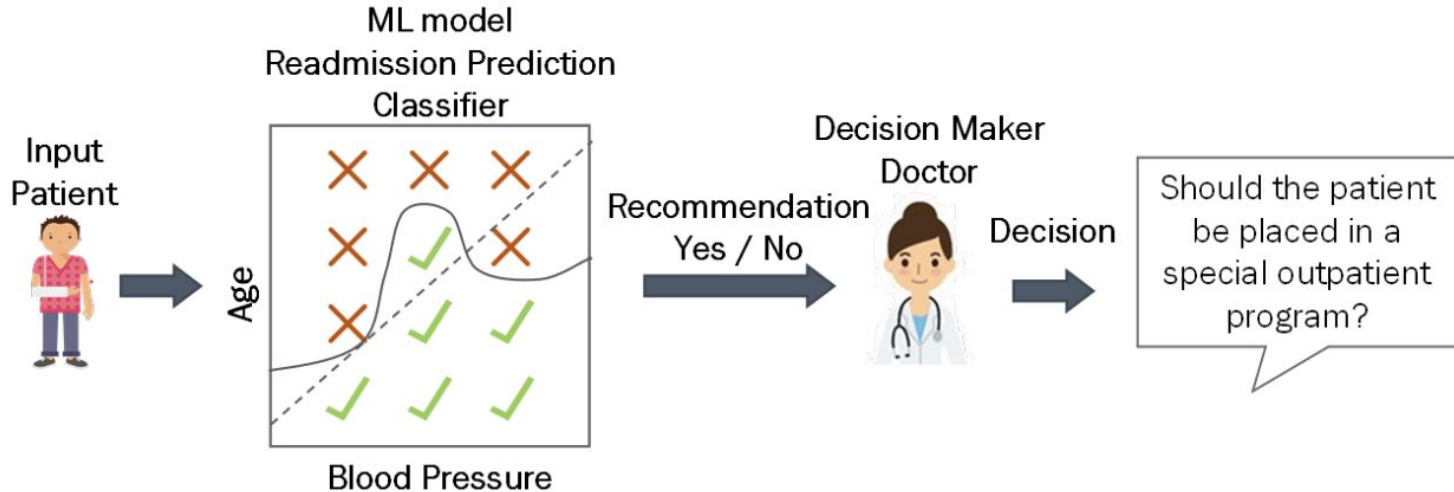 ML model
Readmission Prediction
Classifier
Input
Patient
Age
Blood Pressure
Recommendation
Yes / No
Decision Maker
Doctor
Decision
Should the patient
be placed in a
special outpatient
program?